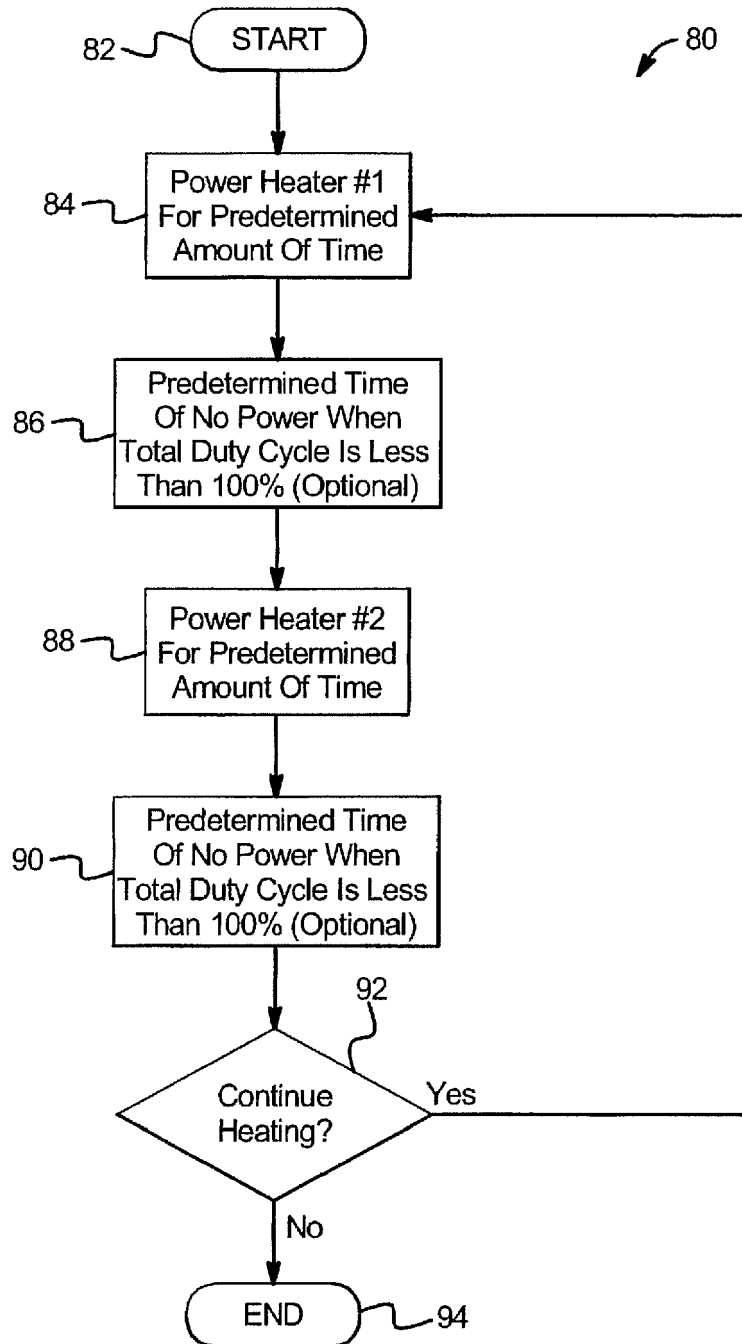 START
82
80
Power Heater #1
For Predetermined
Amount Of Time
84
Predetermined Time
Of No Power When
Total Duty Cycle Is Less
Than 100% (Optional)
86
Power Heater #2
For Predetermined
Amount Of Time
88
Predetermined Time
Of No Power When
Total Duty Cycle Is Less
Than 100% (Optional)
90
92
Continue
Heating?
Yes
No
END
94